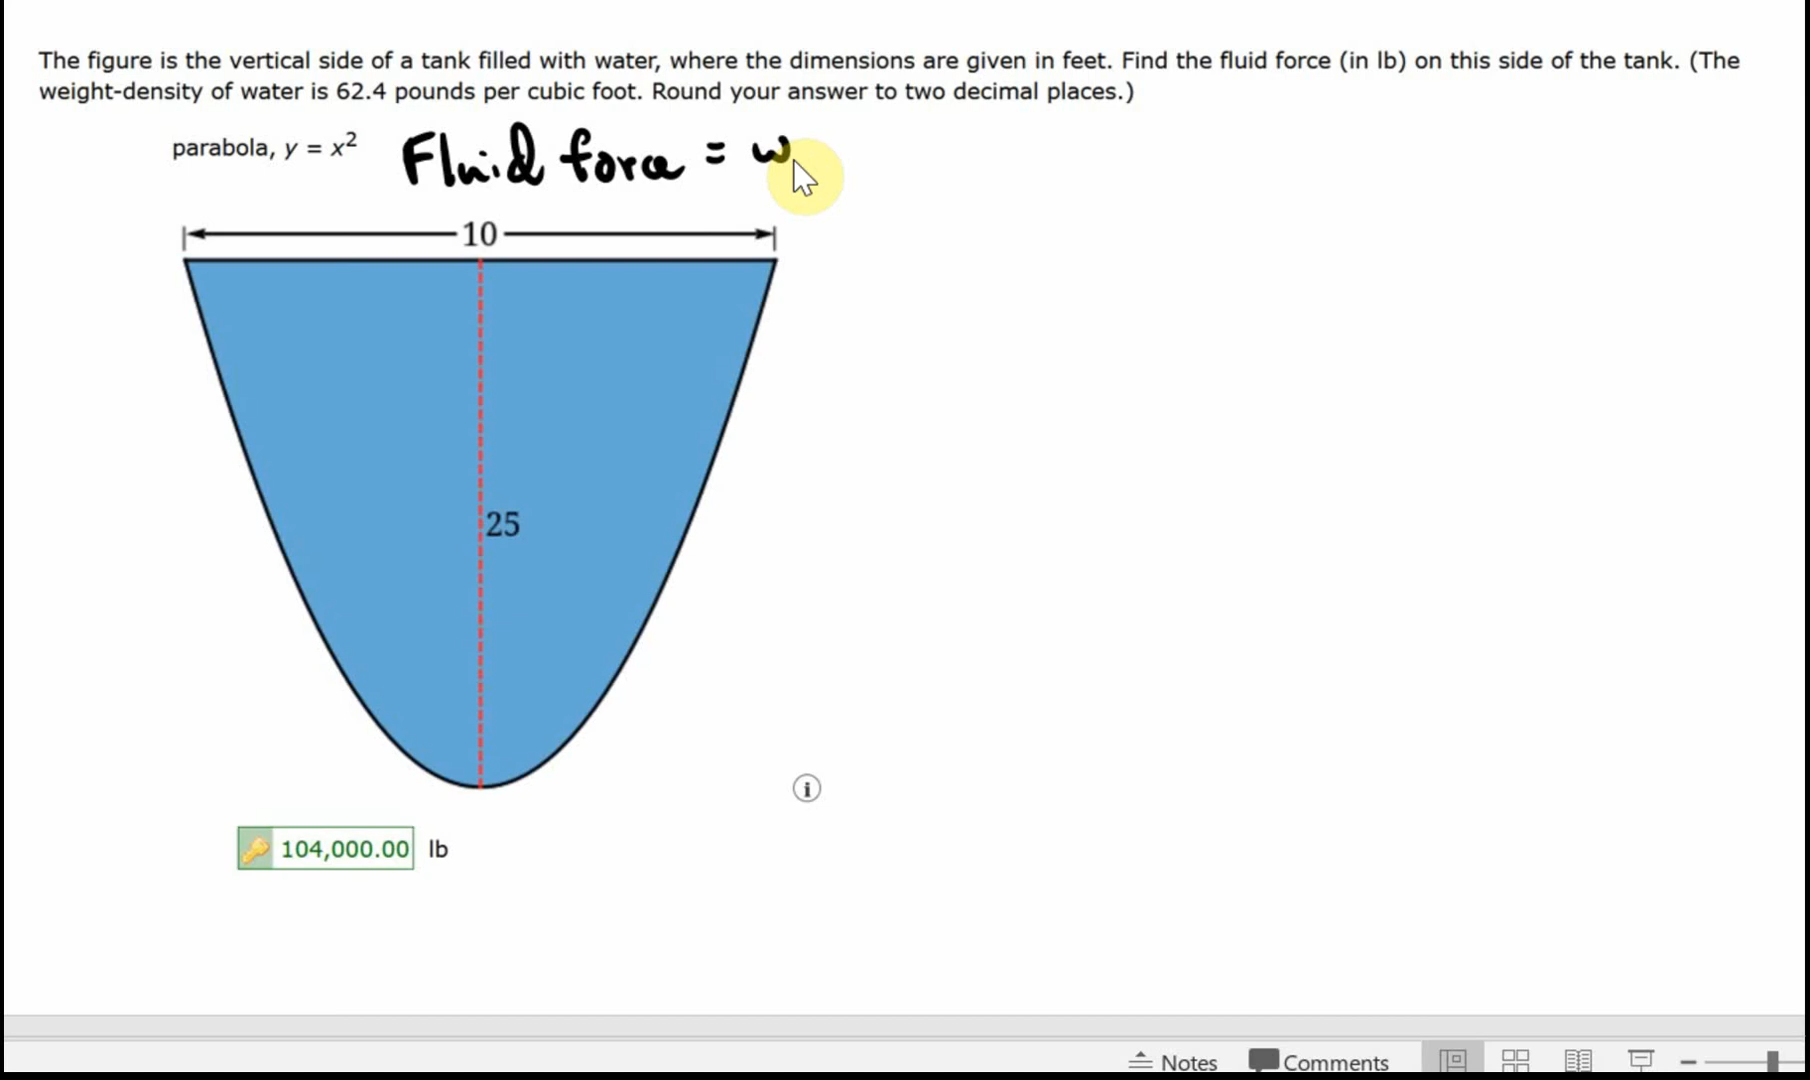 The figure is the vertical side of a tank filled with water, where the dimensions are given in feet. Find the fluid force (in lb) on this side of the tank. (The
weight-density of water is 62.4 pounds per cubic foot. Round your answer to two decimal places.)
parabola, y = x²
Fluid force = w
10
25
i
104,000.00 lb
Notes Comments